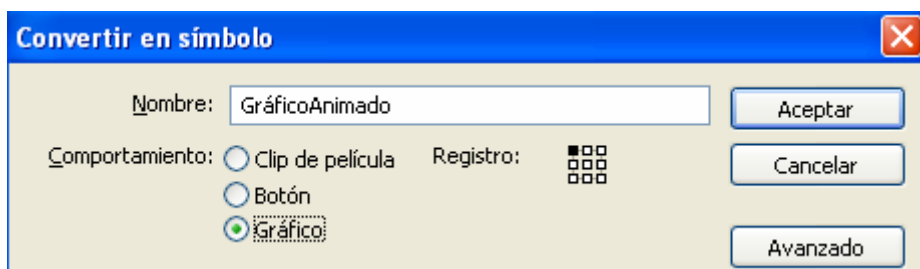 Convertir en símbolo
Nombre: GráficoAnimado Aceptar
Comportamiento: Clip de película Registro: Cancelar
Botón
Gráfico
Avanzado